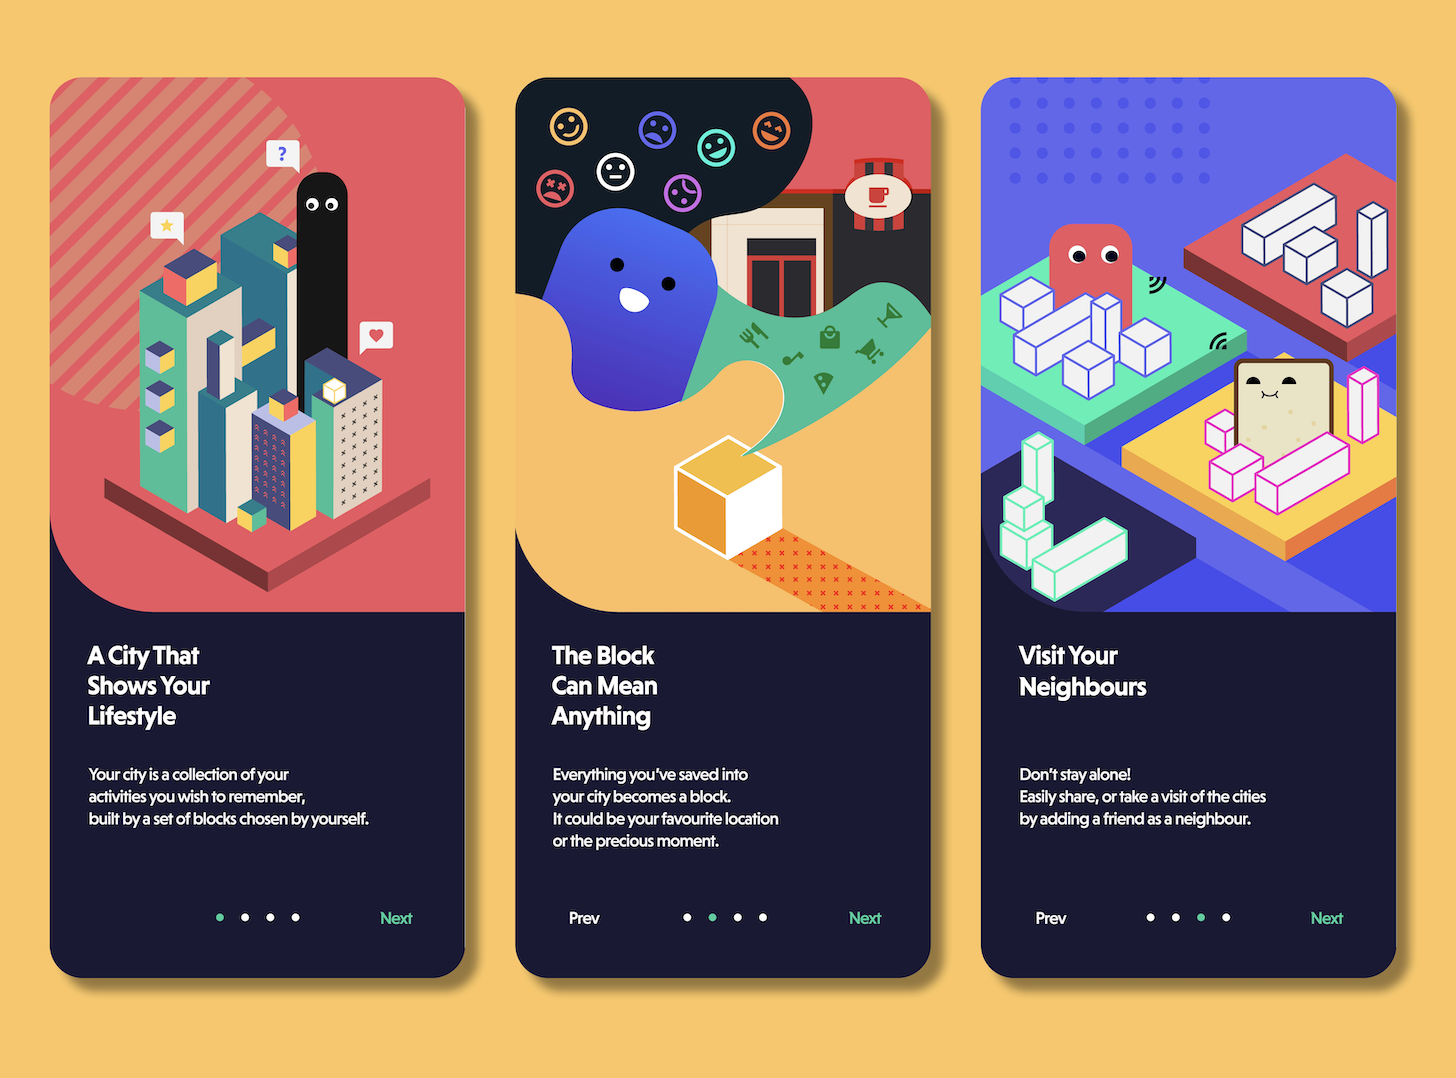 ?
A City That
Shows Your
Lifestyle
Your city is a collection of your
activities you wish to remember,
built by a set of blocks chosen by yourself.
Next
The Block
Can Mean
Anything
Everything you've saved into
your city becomes a block.
It could be your favourite location
or the precious moment.
Prev
Next
Visit Your
Neighbours
Don't stay alone!
Easily share, or take a visit of the cities
by adding a friend as a neighbour.
Prev
Next